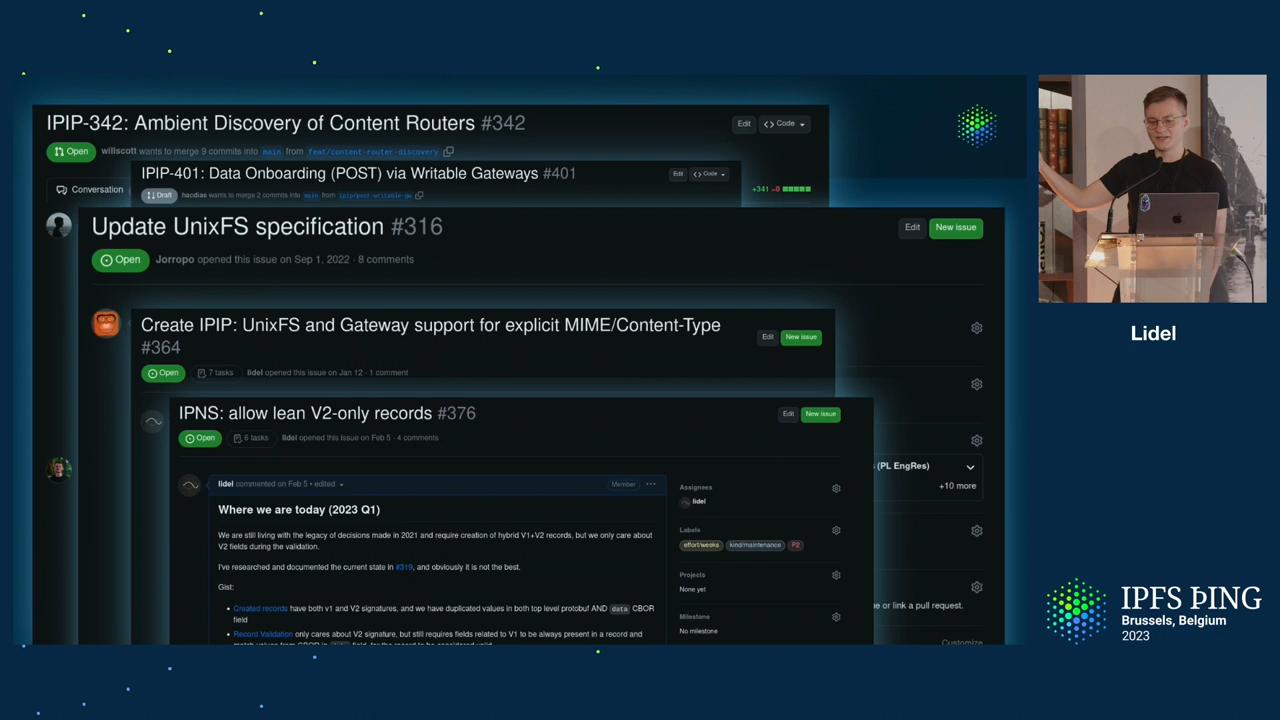 IPIP-342: Ambient Discovery of Content Routers #342
Edit
Code
Open
willscott wants to merge 9 commits into main from feat/content-router-discovery
Conversation
IPIP-401: Data Onboarding (POST) via Writable Gateways #401
Edit
Code
Draft
hacdias wants to merge 2 commits into main from ipip/post-writable-gw
+341 −0
Update UnixFS specification #316
Edit
New issue
Open
Jorropo opened this issue on Sep 1, 2022 · 8 comments
Create IPIP: UnixFS and Gateway support for explicit MIME/Content-Type
#364
Edit
New issue
Open
7 tasks
lidel opened this issue on Jan 12 · 1 comment
IPNS: allow lean V2-only records #376
Edit
New issue
Open
6 tasks
lidel opened this issue on Feb 5 · 4 comments
(PL EngRes)
+10 more
lidel commented on Feb 5 • edited
Member
Where we are today (2023 Q1)
We are still living with the legacy of decisions made in 2021 and require creation of hybrid V1+V2 records, but we only care about
V2 fields during the validation.
I've researched and documented the current state in #319, and obviously it is not the best.
Gist:
• Created records have both v1 and V2 signatures, and we have duplicated values in both top level protobuf AND data CBOR
field
• Record Validation only cares about V2 signature, but still requires fields related to V1 to be always present in a record and
Assignees
lidel
Labels
effort/weeks
kind/maintenance
P2
Projects
None yet
Milestone
No milestone
or link a pull request.
Customize
Lidel
IPFS ÞING
Brussels, Belgium
2023